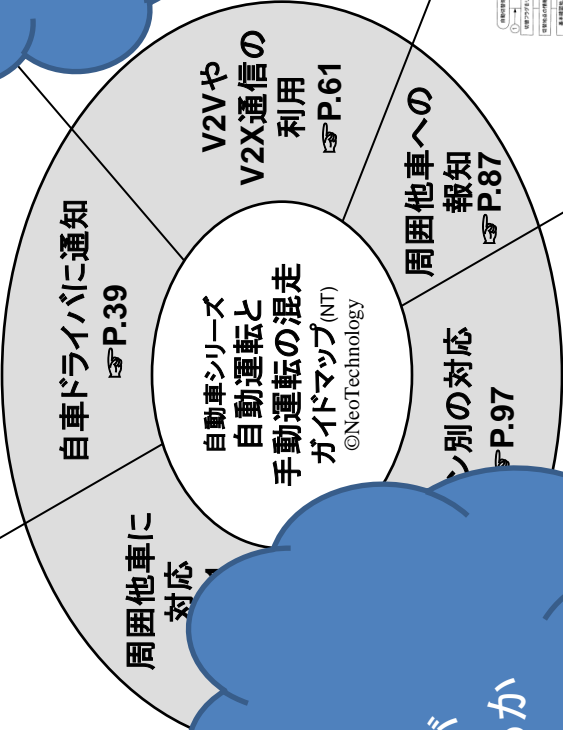 自動車シリーズ
自動運転と
手動運転の混走
ガイドマップ(NT)
©NeoTechnology
自車ドライバに通知
☞P.39
V2Vや
V2X通信の
利用
☞P.61
周囲他車への
報知
☞P.87
別の対応
☞P.97
周囲他車に
対応